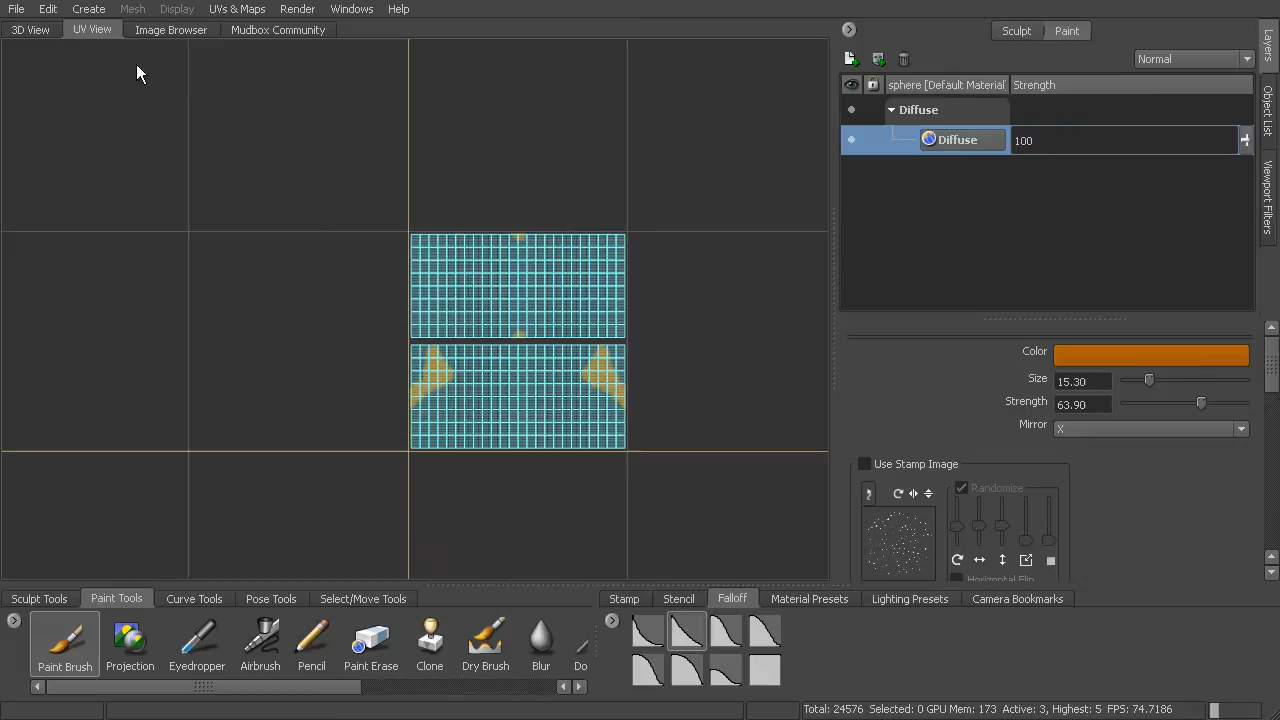 File Edit Create Mesh Display UVs & Maps Render Windows Help
3D View UV View Image Browser Mudbox Community
Sculpt Paint
Normal
sphere [Default Material] Strength
Diffuse
Diffuse 100
Layers
Object List
Viewport Filters
Color
Size 15.30
Strength 63.90
Mirror X
Use Stamp Image
Randomize
Horizontal Flip
Sculpt Tools Paint Tools Curve Tools Pose Tools Select/Move Tools
Stamp Stencil Falloff Material Presets Lighting Presets Camera Bookmarks
Paint Brush Projection Eyedropper Airbrush Pencil Paint Erase Clone Dry Brush Blur Do
Total: 24576 Selected: 0 GPU Mem: 173 Active: 3, Highest: 5 FPS: 74.7186